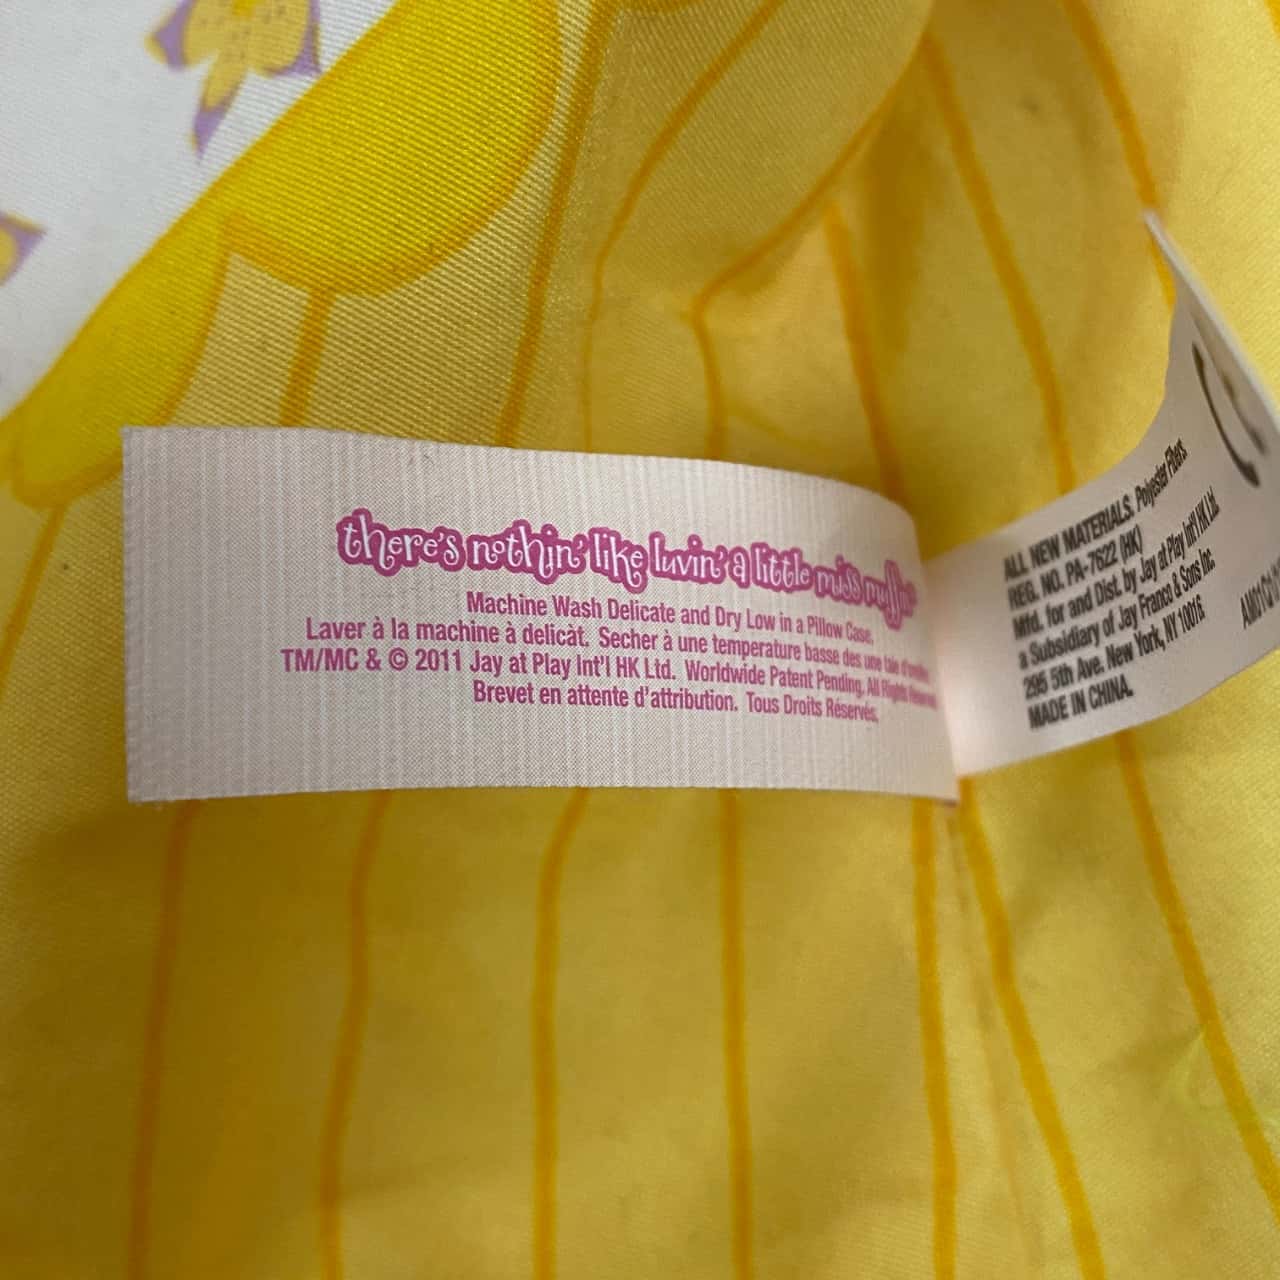 there's nothin' like luvin' a little miss muffin
Machine Wash Delicate and Dry Low in a Pillow Case.
Laver à la machine à delicàt. Secher à une temperature basse des une taie
TM/MC & © 2011 Jay at Play Int'l HK Ltd. Worldwide Patent Pending. All Rights Reserved
Brevet en attente d'attribution. Tous Droits Réservés.
ALL NEW MATERIALS. Polyester Fibers
REG. NO. PA-7622 (HK)
Mfd. for and Dist. by Jay at Play Int'l HK Ltd.
a Subsidiary of Jay Franco & Sons Inc.
295 5th Ave. New York, NY 10016
MADE IN CHINA.